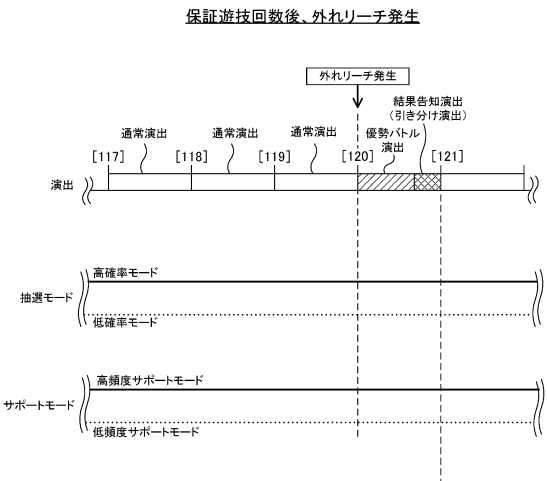 保証遊技回数後、外れリーチ発生
外れリーチ発生
結果告知演出
(引き分け演出)
通常演出
通常演出
通常演出
優勢バトル
演出
[117]
[118]
[119]
[120]
[121]
演出
高確率モード
抽選モード
低確率モード
高頻度サポートモード
サポートモード
低頻度サポートモード